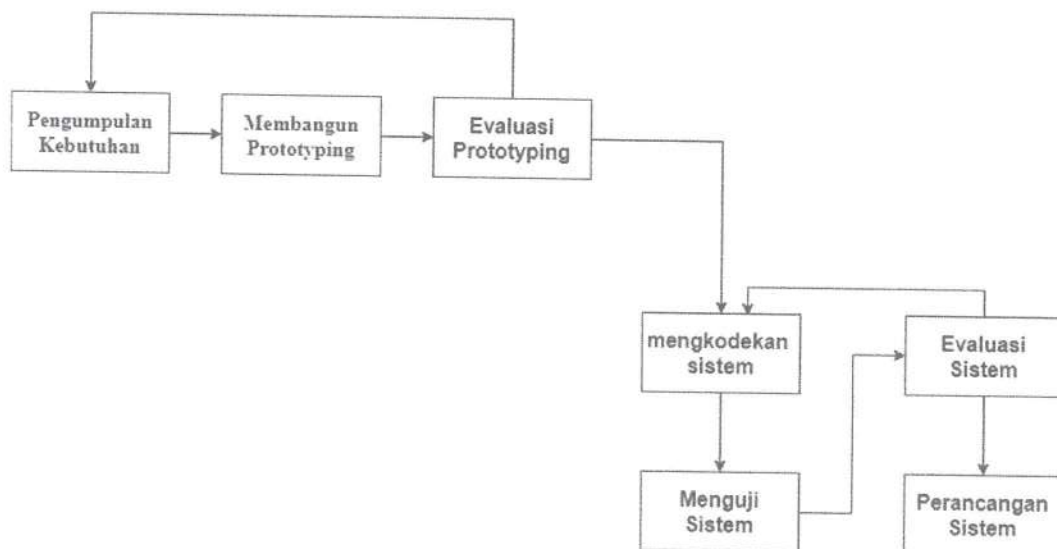 Pengumpulan
Kebutuhan
Membangun
Prototyping
Evaluasi
Prototyping
mengkodekan
sistem
Evaluasi
Sistem
Menguji
Sistem
Perancangan
Sistem